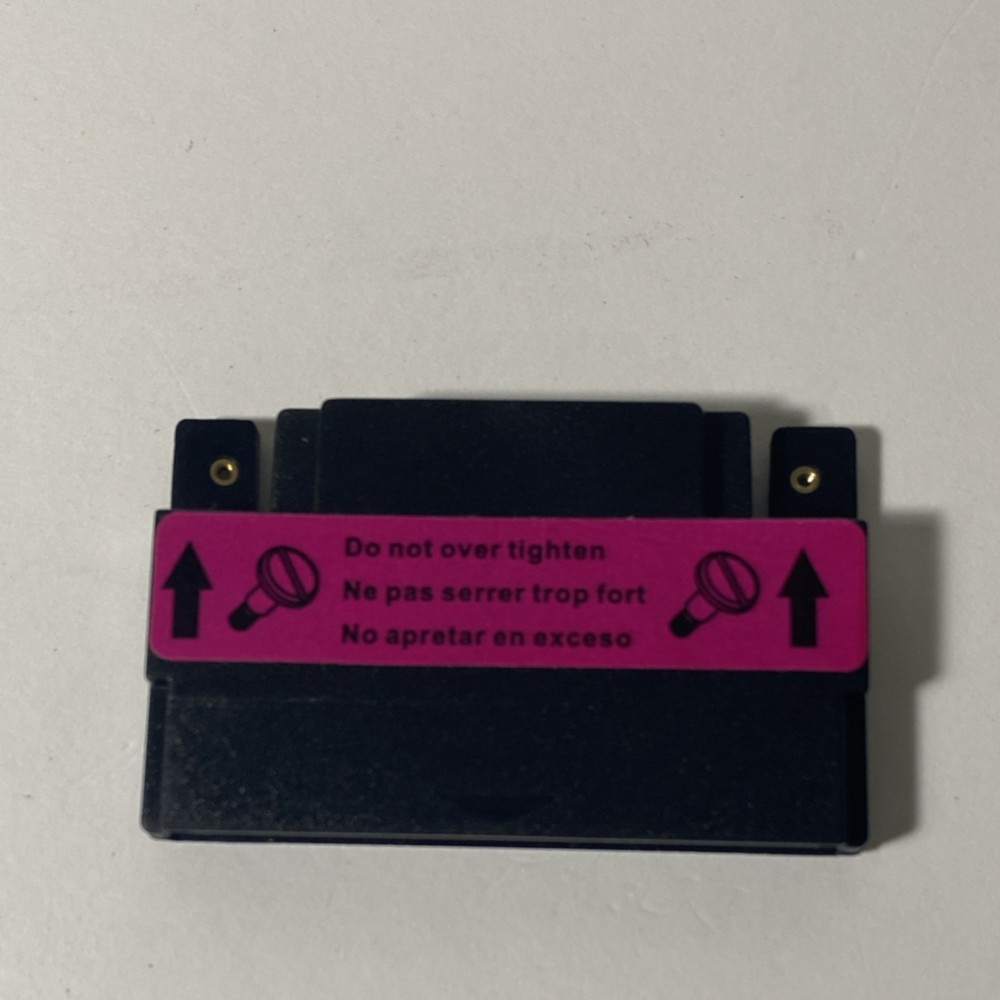 Do not over tighten
Ne pas serrer trop fort
No apretar en exceso